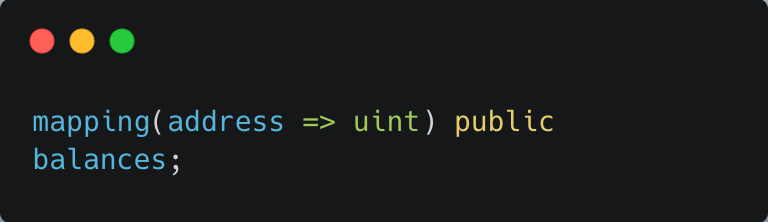 mapping(address => uint) public
balances;